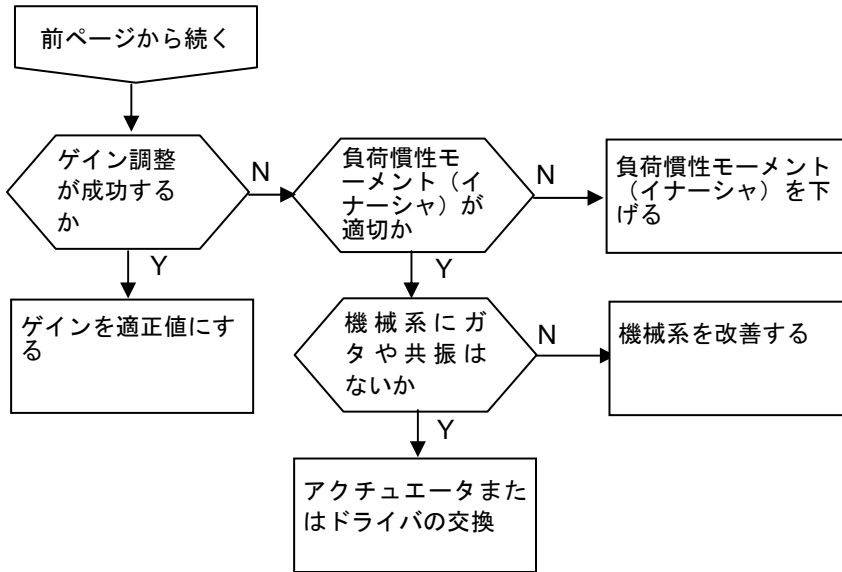 前ページから続く
ゲイン調整
が成功する
か
N
負荷慣性モ
ーメント（イ
ナーシャ）が
適切か
N
負荷慣性モーメント
（イナーシャ）を下
げる
Y
Y
ゲインを適正値にす
る
機械系にガ
タや共振は
ないか
N
機械系を改善する
Y
アクチュエータまた
はドライバの交換